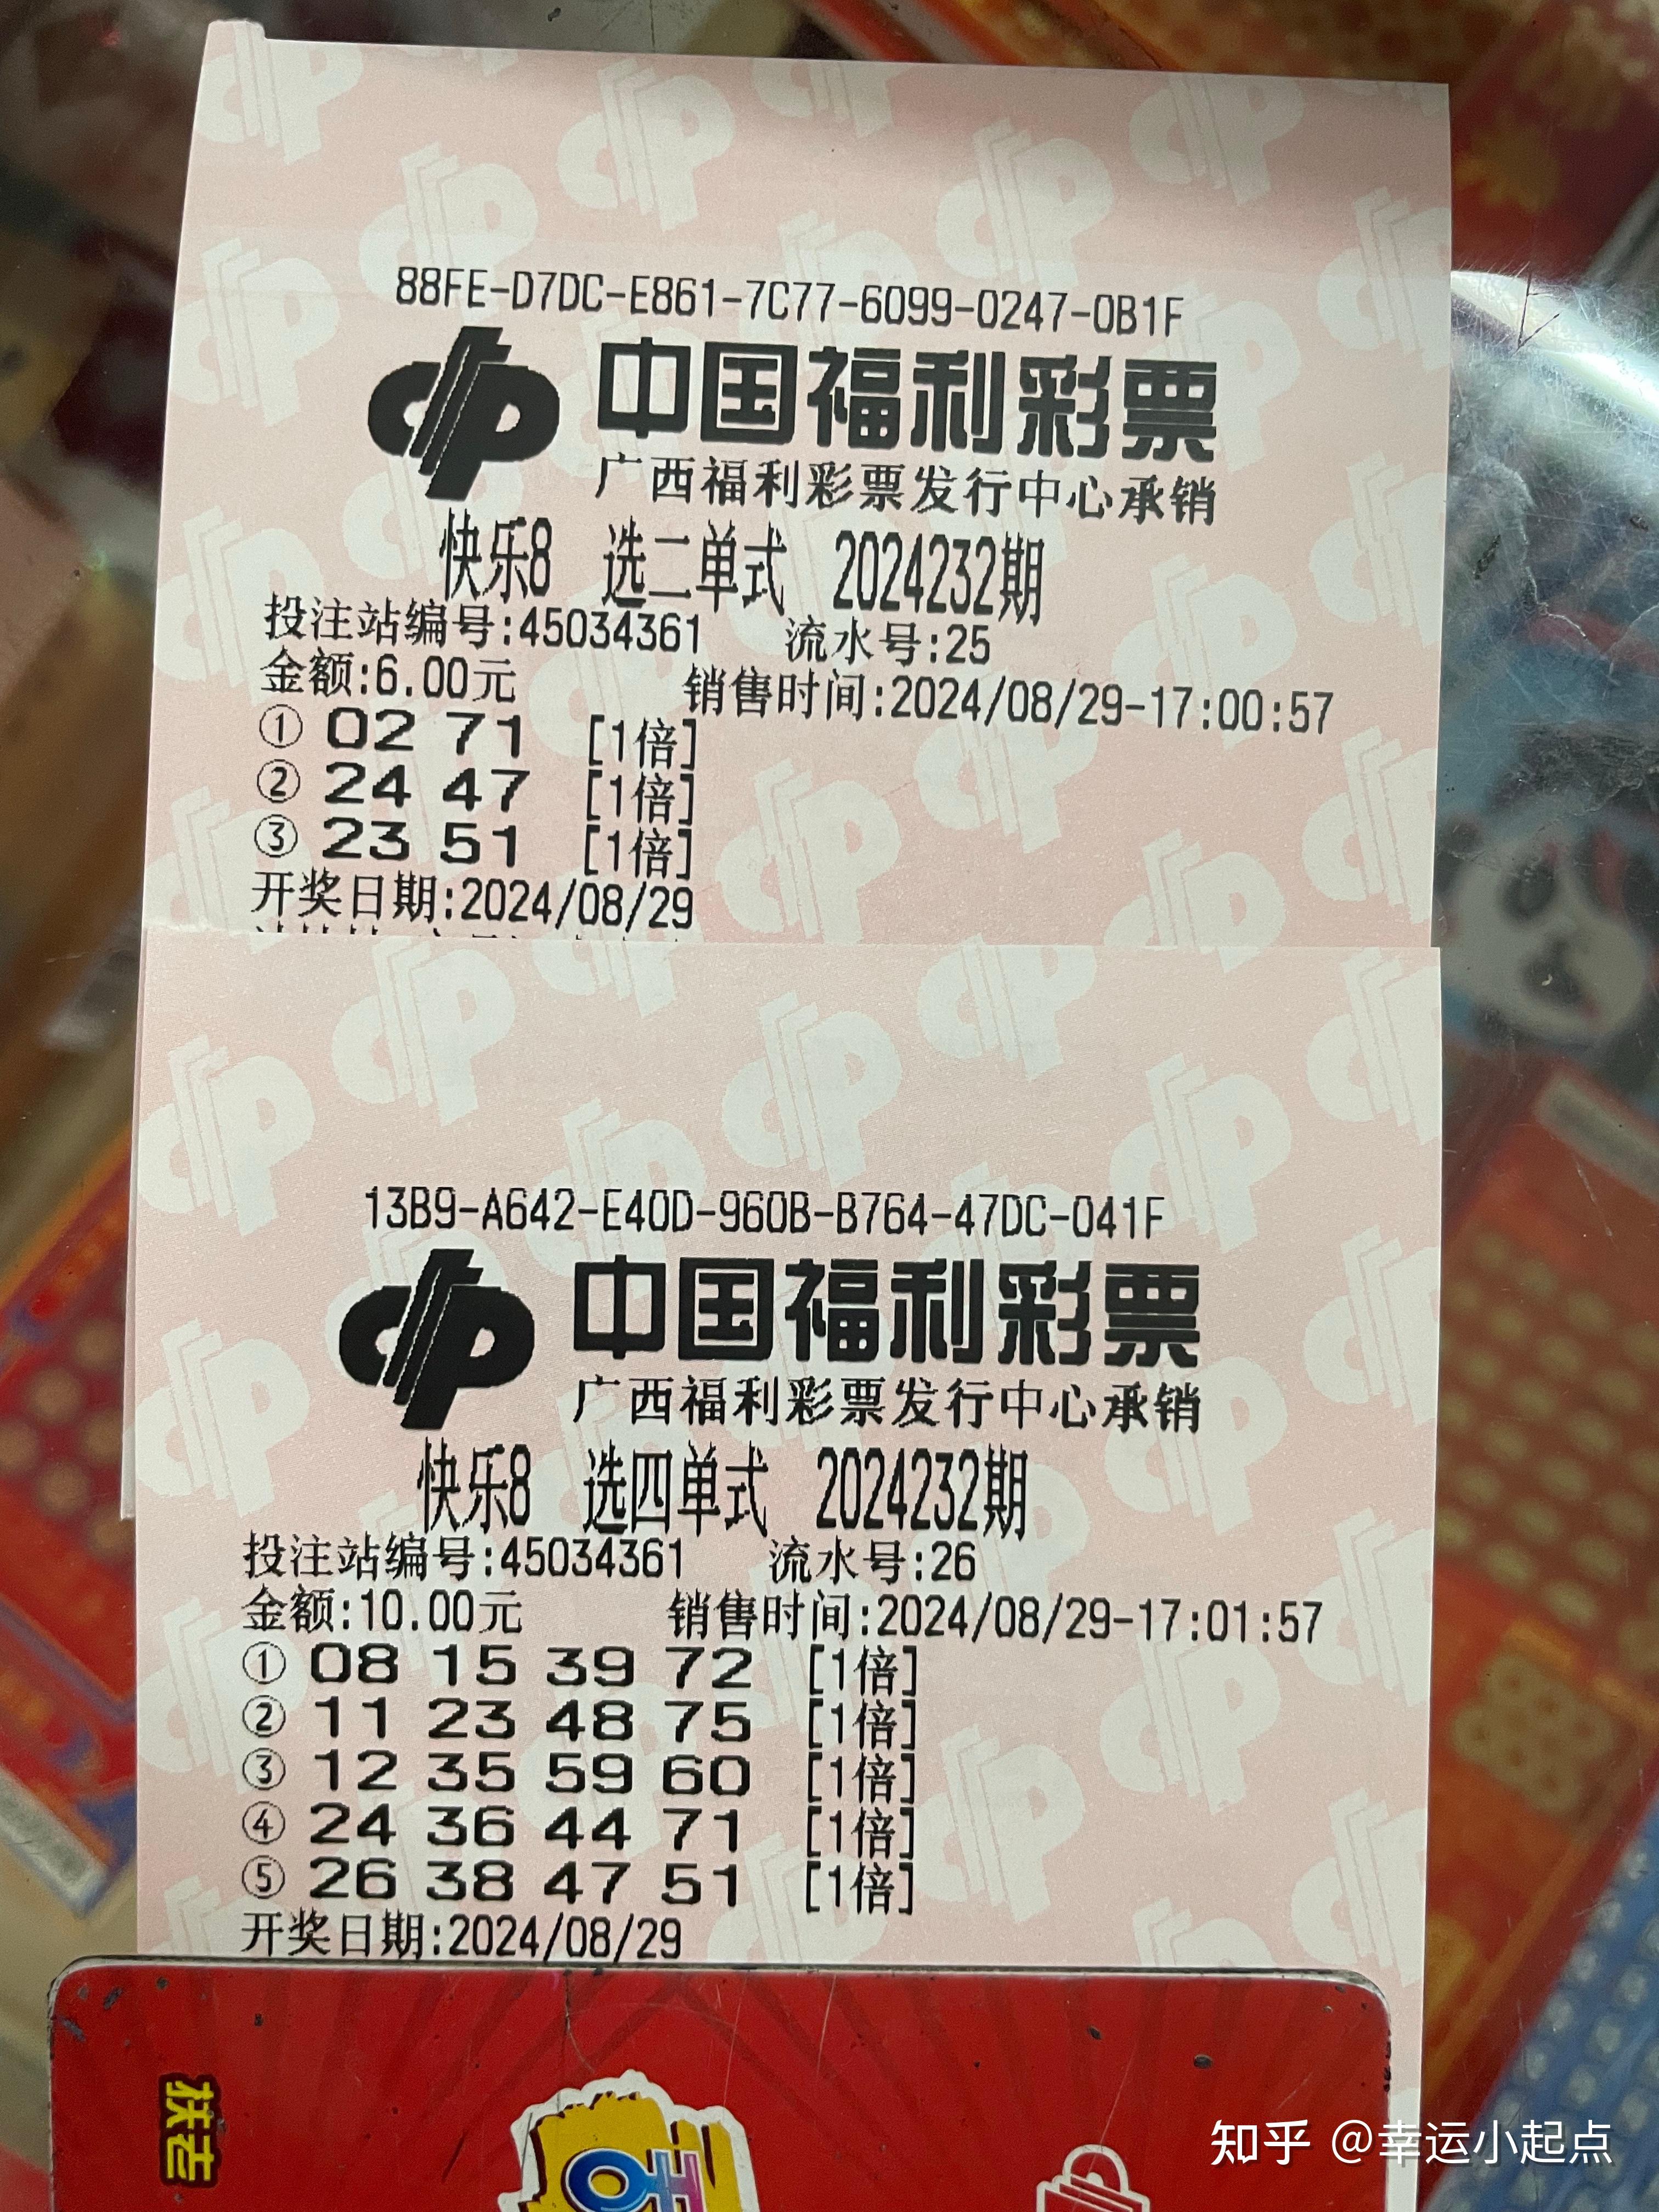 88FE-D7DC-E861-7C77-6099-0247-0B1F
中国福利彩票
广西福利彩票发行中心承销
快乐8 选二单式 2024232期
投注站编号:45034361 流水号:25
金额:6.00元 销售时间:2024/08/29-17:00:57
① 02 71 [1倍]
② 24 47 [1倍]
③ 23 51 [1倍]
开奖日期:2024/08/29
13B9-A642-E40D-960B-B764-47DC-041F
中国福利彩票
广西福利彩票发行中心承销
快乐8 选四单式 2024232期
投注站编号:45034361 流水号:26
金额:10.00元 销售时间:2024/08/29-17:01:57
① 08 15 39 72 [1倍]
② 11 23 48 75 [1倍]
③ 12 35 59 60 [1倍]
④ 24 36 44 71 [1倍]
⑤ 26 38 47 51 [1倍]
开奖日期:2024/08/29
知乎 @幸运小起点